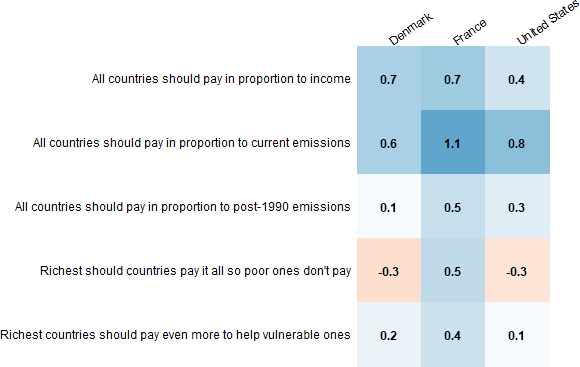 Denmark France United States
All countries should pay in proportion to income 0.7 0.7 0.4
All countries should pay in proportion to current emissions 0.6 1.1 0.8
All countries should pay in proportion to post-1990 emissions 0.1 0.5 0.3
Richest should countries pay it all so poor ones don't pay -0.3 0.5 -0.3
Richest countries should pay even more to help vulnerable ones 0.2 0.4 0.1